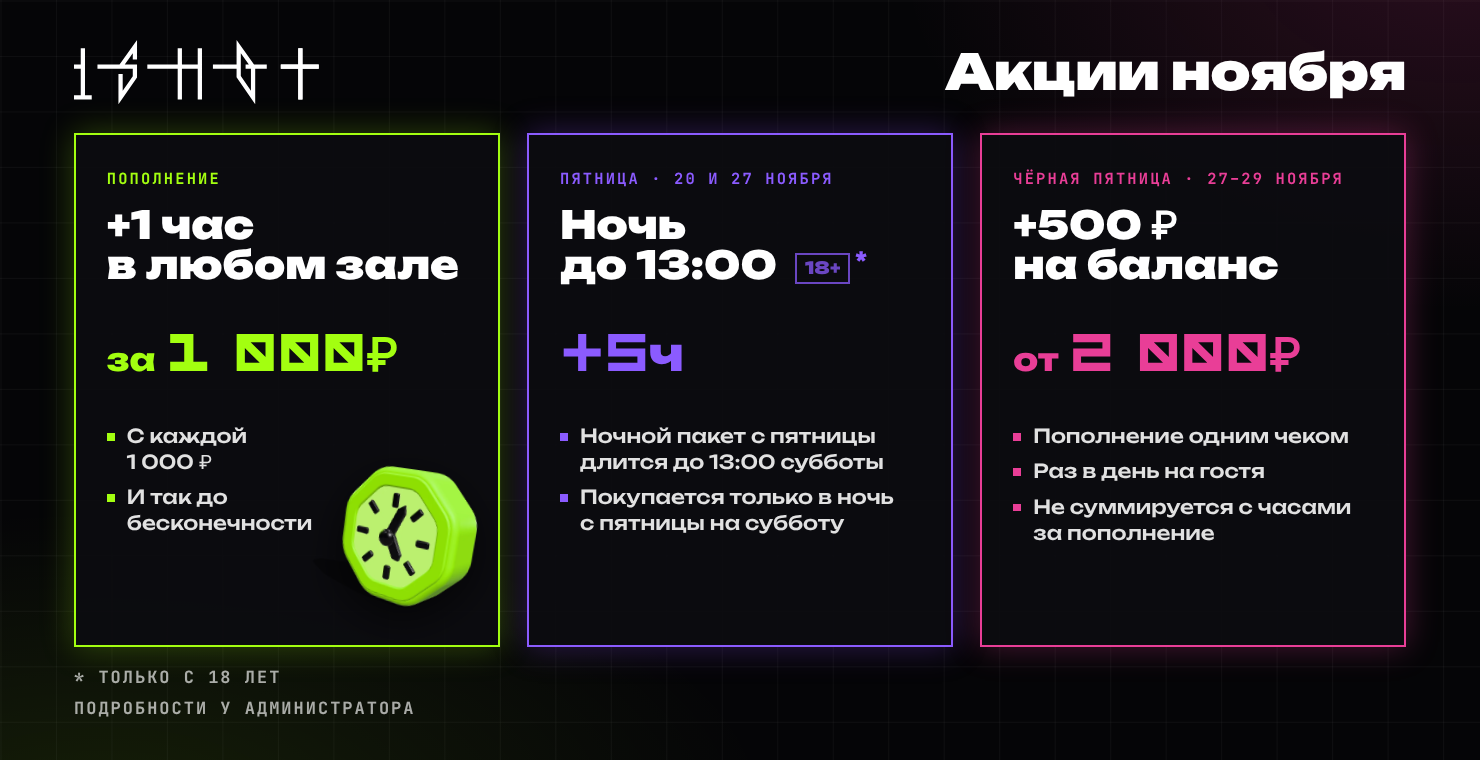 Акции ноября
ПОПОЛНЕНИЕ
+1 час
в любом зале
за 1 000₽
С каждой
1 000 ₽
И так до
бесконечности
ПЯТНИЦА · 20 И 27 НОЯБРЯ
Ночь
до 13:00 18+ *
+5ч
Ночной пакет с пятницы
длится до 13:00 субботы
Покупается только в ночь
с пятницы на субботу
ЧЁРНАЯ ПЯТНИЦА · 27–29 НОЯБРЯ
+500 ₽
на баланс
от 2 000₽
Пополнение одним чеком
Раз в день на гостя
Не суммируется с часами
за пополнение
* ТОЛЬКО С 18 ЛЕТ
ПОДРОБНОСТИ У АДМИНИСТРАТОРА